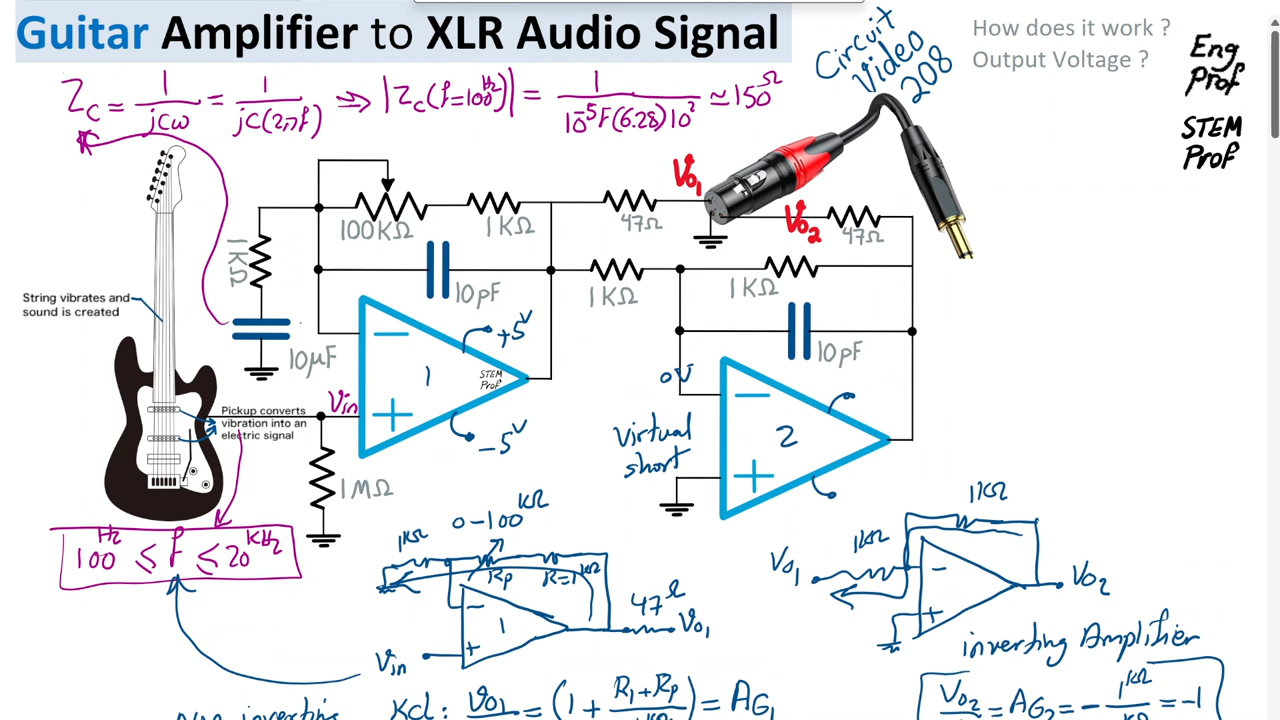 Guitar Amplifier to XLR Audio Signal
Circuit
Video
208
How does it work ?
Output Voltage ?
Eng
Prof
STEM
Prof
Zc = 1/jCω = 1/jC(2πf) ⇒ |Zc(f=100Hz)| = 1/10⁻⁵F(6.28)10² ≃ 150Ω
Vo1
100KΩ
1KΩ
47Ω
Vo2
47Ω
1KΩ
String vibrates and
sound is created
10pF
1KΩ
1KΩ
10μF
+5V
10pF
1
STEM
Prof
0V
Vin
Pickup converts
vibration into an
electric signal
-5V
virtual
short
2
1MΩ
100Hz ≤ f ≤ 20KHz
0-100KΩ
1KΩ
Rp
R=1KΩ
1
47Ω
Vo1
Vin
1KΩ
1KΩ
Vo1
Vo2
inverting Amplifier
Kcl: Vo1 = (1 + R1+Rp) = AG1
Vo2 = AG2 = - 1KΩ = -1